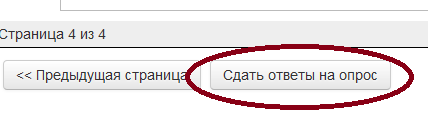 Страница 4 из 4
<< Предыдущая страница
Сдать ответы на опрос